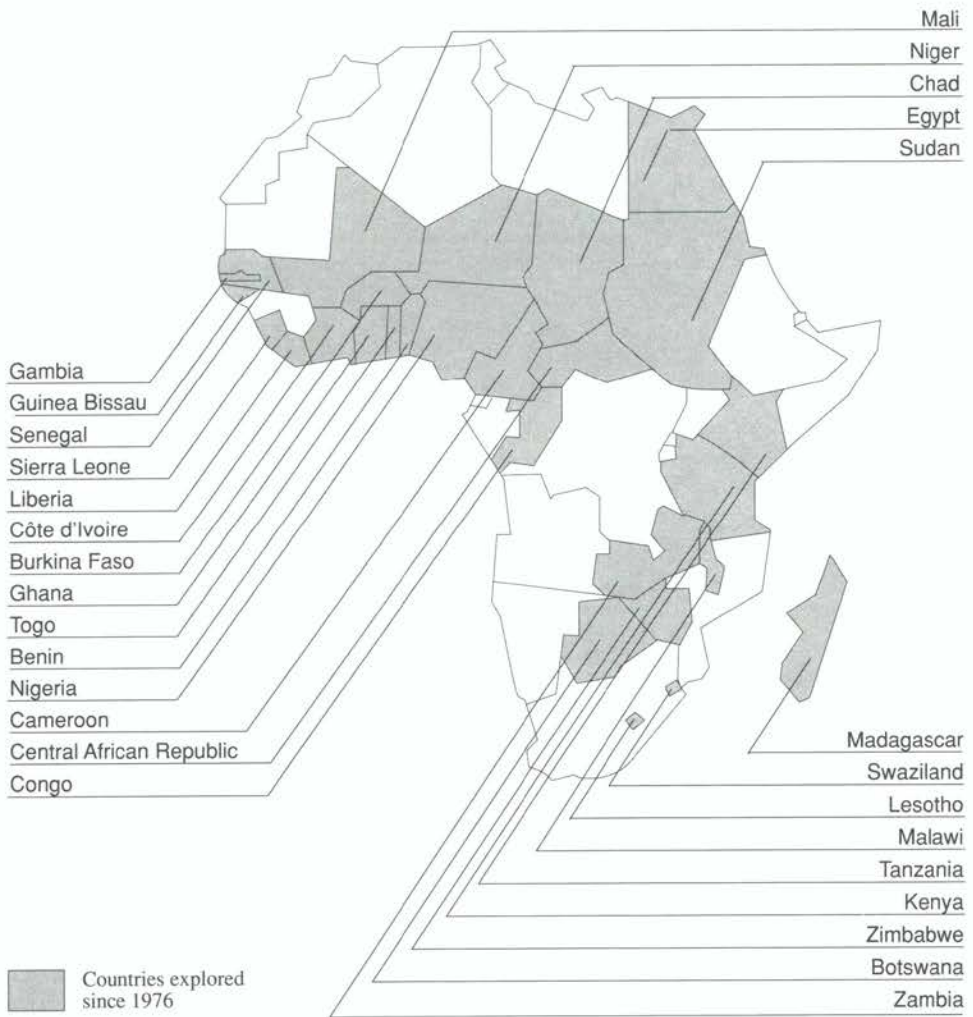 Mali
Niger
Chad
Egypt
Sudan
Gambia
Guinea Bissau
Senegal
Sierra Leone
Liberia
Côte d'Ivoire
Burkina Faso
Ghana
Togo
Benin
Nigeria
Cameroon
Central African Republic
Congo
Madagascar
Swaziland
Lesotho
Malawi
Tanzania
Kenya
Zimbabwe
Botswana
Zambia
Countries explored
since 1976